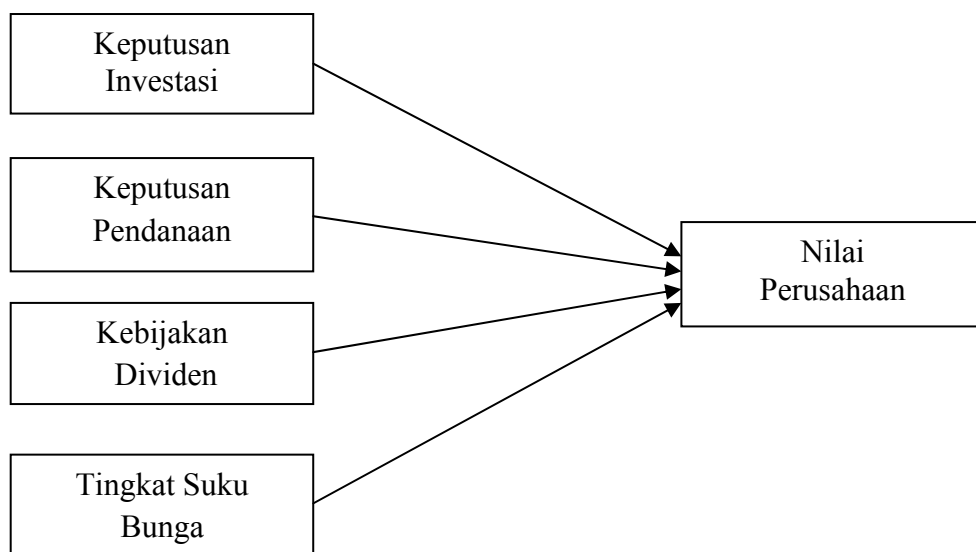 Keputusan
Investasi
Keputusan
Pendanaan
Kebijakan
Dividen
Tingkat Suku
Bunga
Nilai
Perusahaan